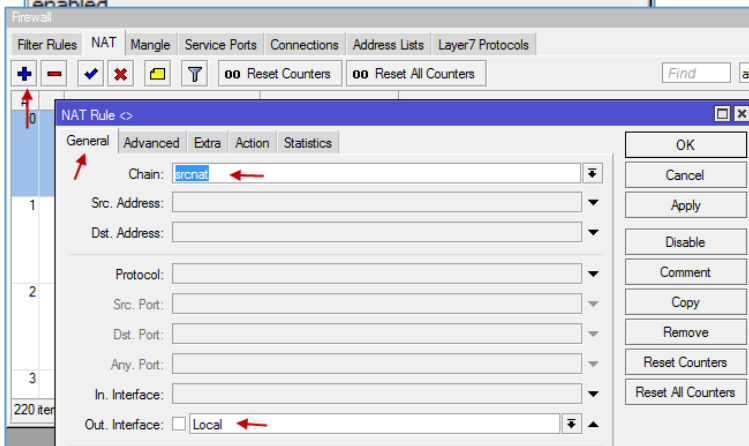 enabled
Firewall
Filter Rules NAT Mangle Service Ports Connections Address Lists Layer7 Protocols
00 Reset Counters 00 Reset All Counters Find
#
0 NAT Rule <>
General Advanced Extra Action Statistics OK
Chain: srcnat Cancel
1 Src. Address: Apply
Dst. Address: Disable
Protocol: Comment
2 Src. Port: Copy
Dst. Port: Remove
Any. Port: Reset Counters
3 In. Interface: Reset All Counters
220 iter Out. Interface: Local